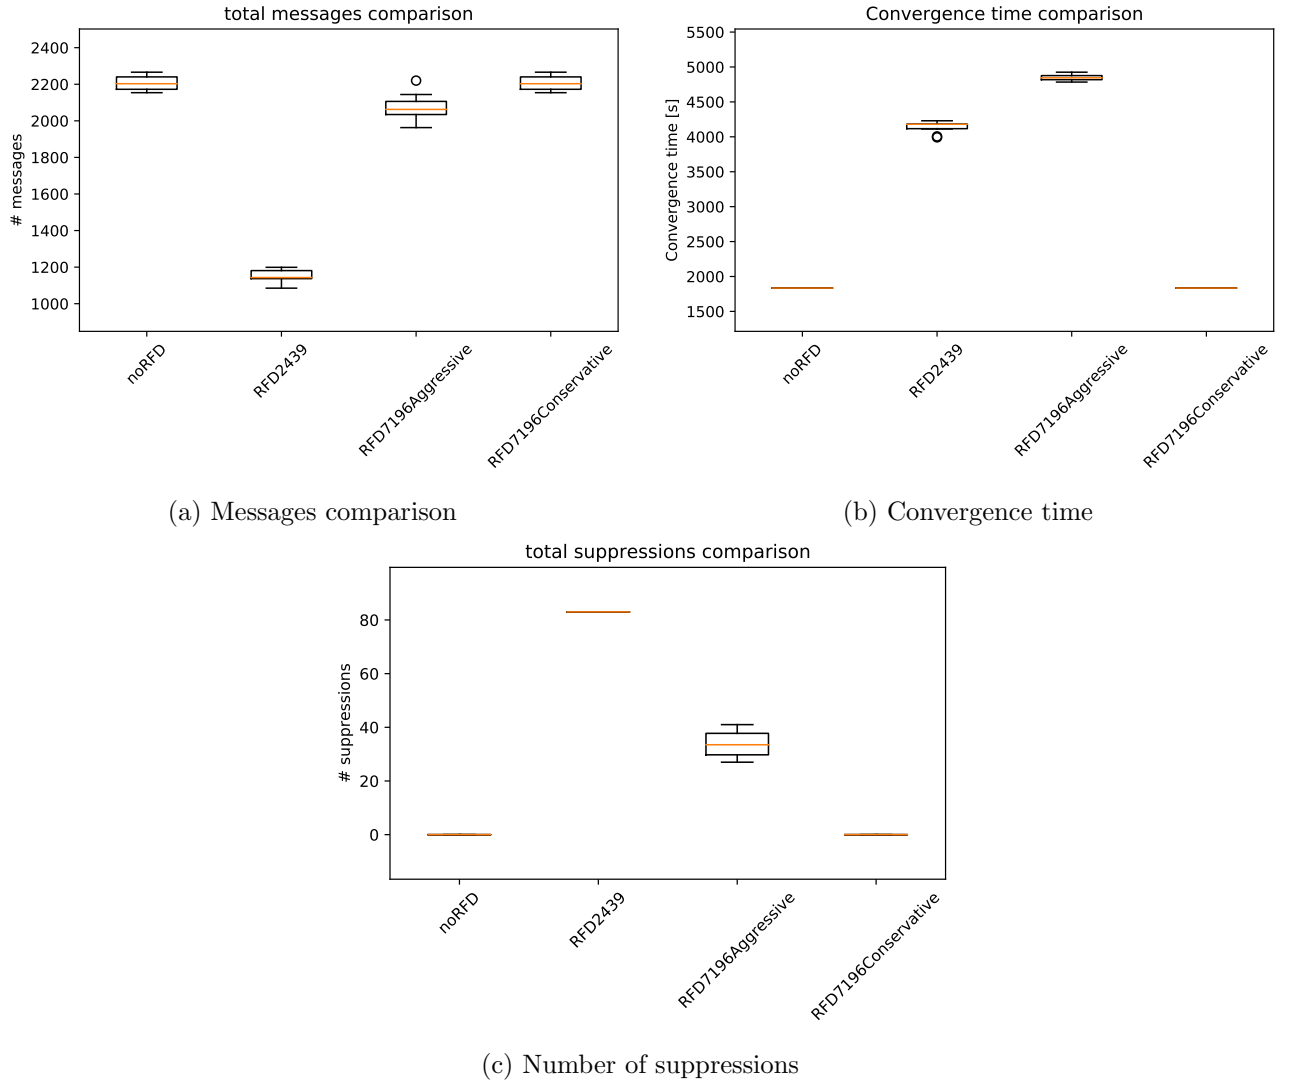 total messages comparison
# messages
2400
2200
2000
1800
1600
1400
1200
1000
noRFD
RFD2439
RFD7196Aggressive
RFD7196Conservative
(a) Messages comparison
Convergence time comparison
Convergence time [s]
5500
5000
4500
4000
3500
3000
2500
2000
1500
noRFD
RFD2439
RFD7196Aggressive
RFD7196Conservative
(b) Convergence time
total suppressions comparison
# suppressions
80
60
40
20
0
noRFD
RFD2439
RFD7196Aggressive
RFD7196Conservative
(c) Number of suppressions